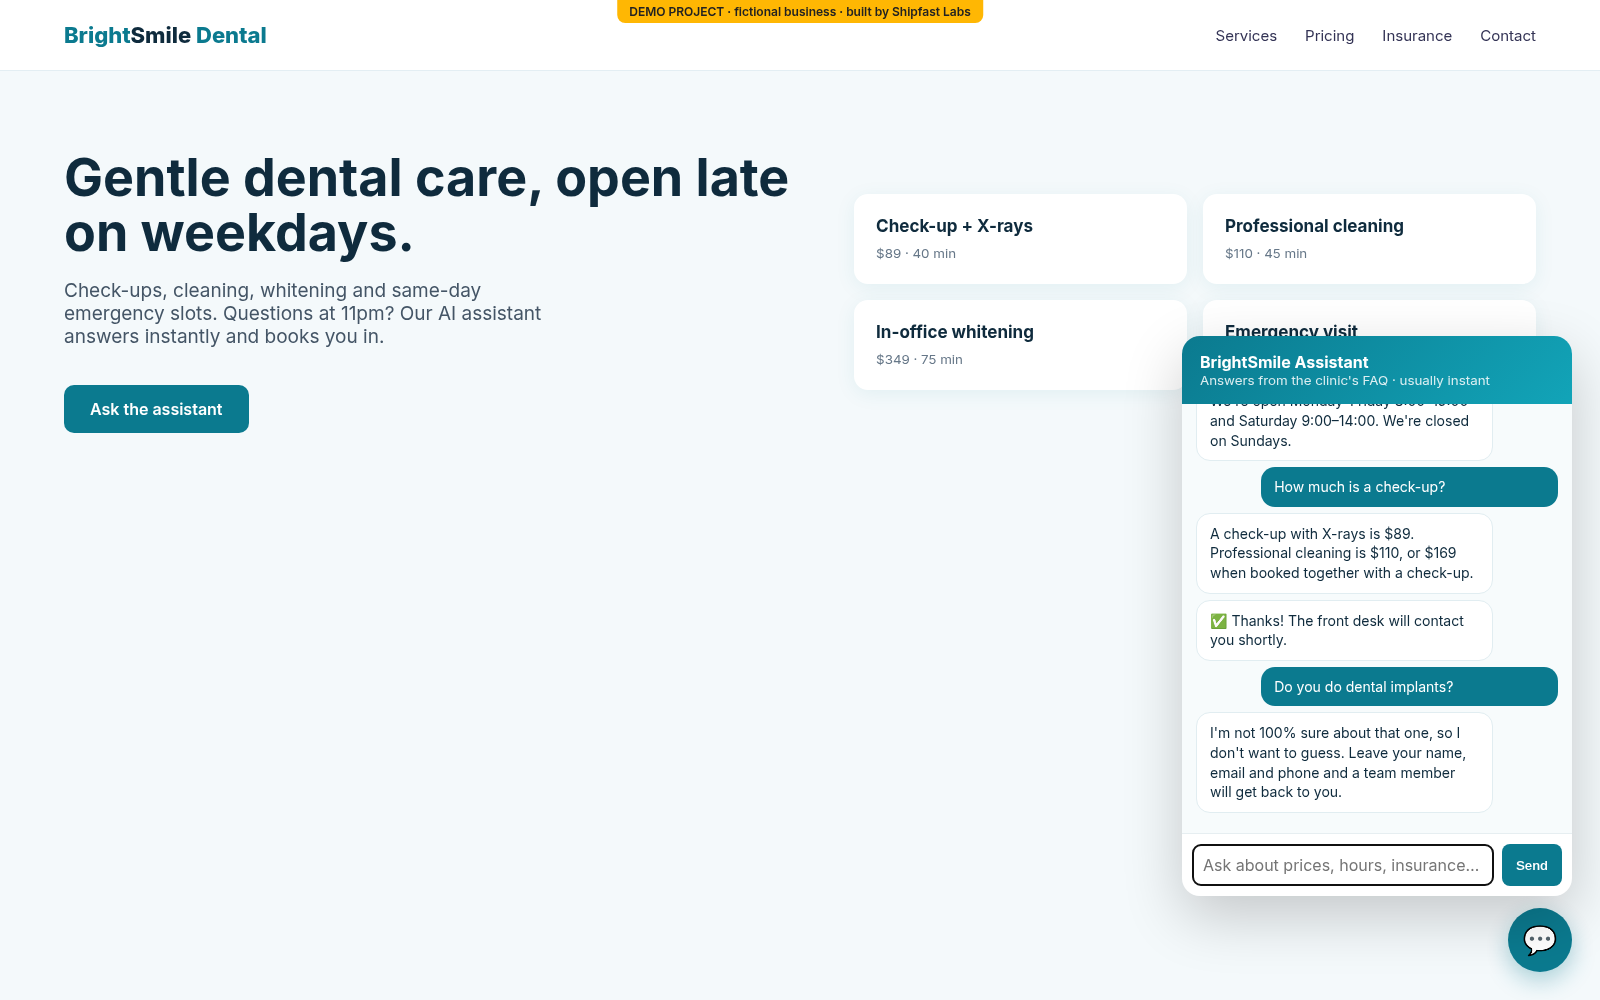 DEMO PROJECT · fictional business · built by Shipfast Labs
BrightSmile Dental
Services
Pricing
Insurance
Contact
Gentle dental care, open late
on weekdays.
Check-ups, cleaning, whitening and same-day
emergency slots. Questions at 11pm? Our AI assistant
answers instantly and books you in.
Ask the assistant
Check-up + X-rays
$89 · 40 min
Professional cleaning
$110 · 45 min
In-office whitening
$349 · 75 min
Emergency visit
BrightSmile Assistant
Answers from the clinic's FAQ · usually instant
and Saturday 9:00–14:00. We're closed
on Sundays.
How much is a check-up?
A check-up with X-rays is $89.
Professional cleaning is $110, or $169
when booked together with a check-up.
✅ Thanks! The front desk will contact
you shortly.
Do you do dental implants?
I'm not 100% sure about that one, so I
don't want to guess. Leave your name,
email and phone and a team member
will get back to you.
Ask about prices, hours, insurance...
Send